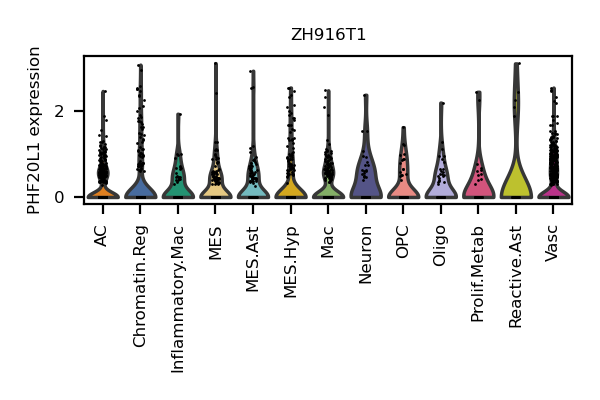 ZH916T1
PHF20L1 expression
2
0
AC
Chromatin.Reg
Inflammatory.Mac
MES
MES.Ast
MES.Hyp
Mac
Neuron
OPC
Oligo
Prolif.Metab
Reactive.Ast
Vasc